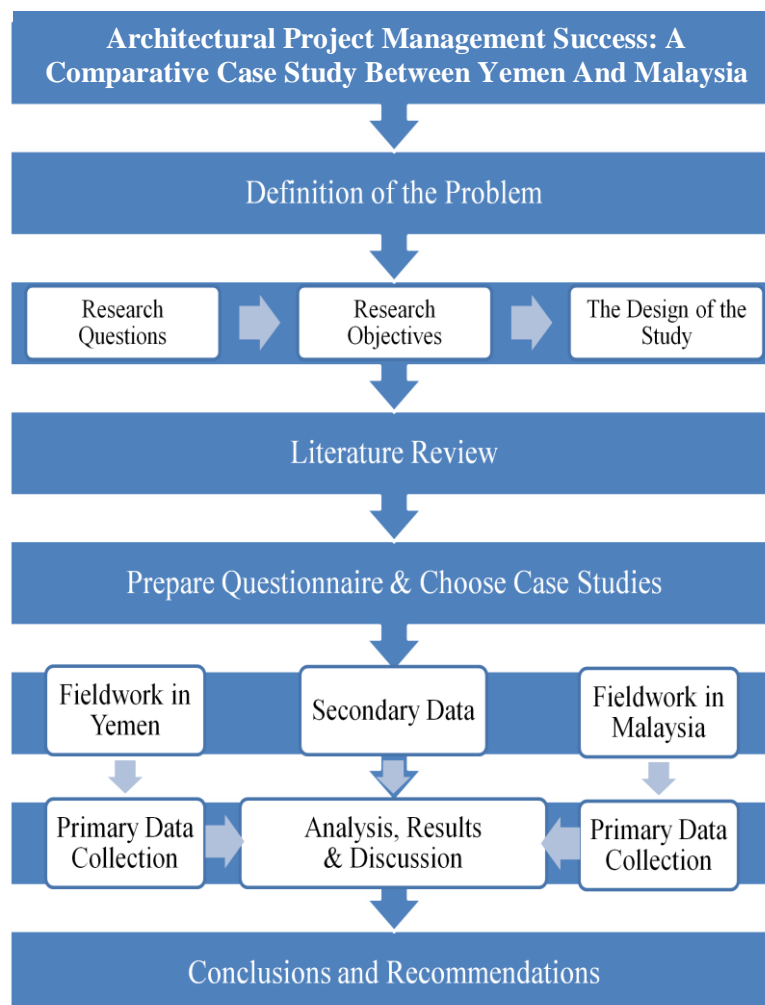 Architectural Project Management Success: A
Comparative Case Study Between Yemen And Malaysia
Definition of the Problem
Research
Questions
Research
Objectives
The Design of the
Study
Literature Review
Prepare Questionnaire & Choose Case Studies
Fieldwork in
Yemen
Secondary Data
Fieldwork in
Malaysia
Primary Data
Collection
Analysis, Results
& Discussion
Primary Data
Collection
Conclusions and Recommendations